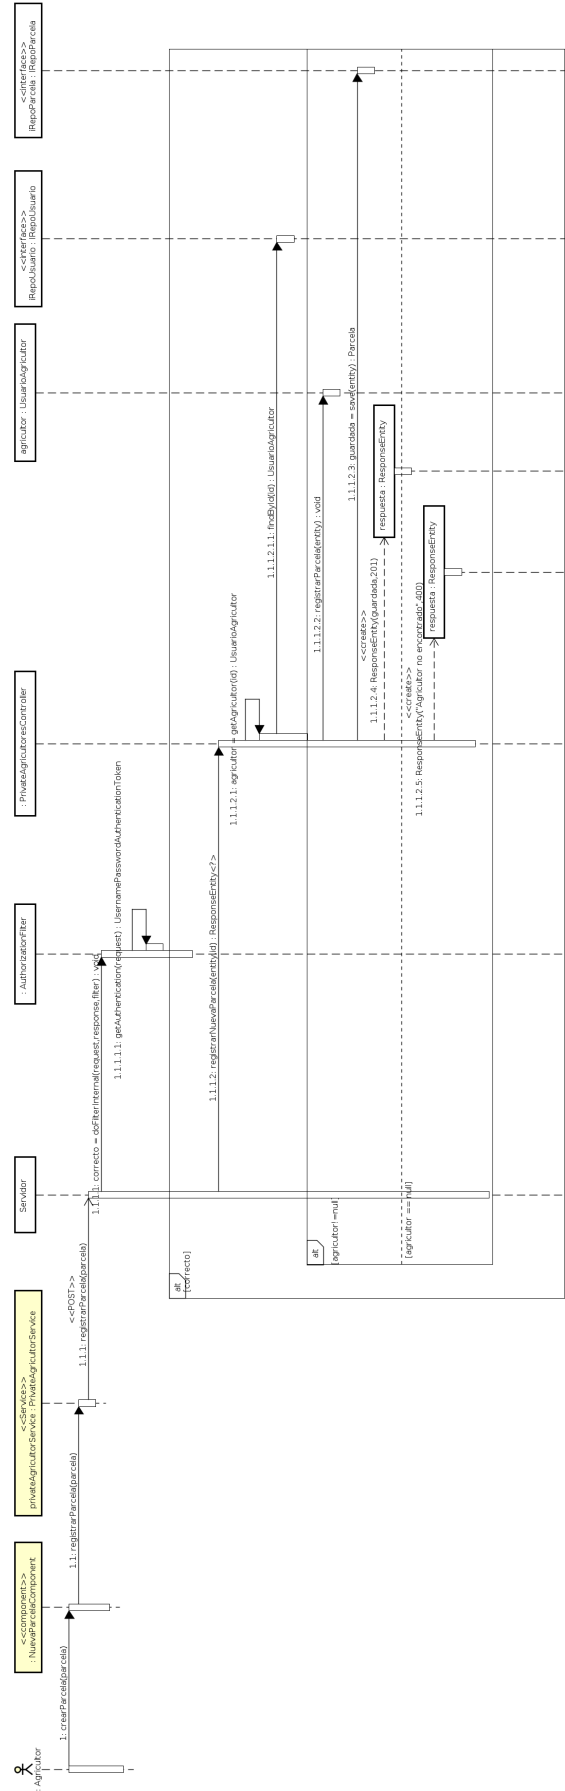 : Agricultor
<<component>>
: NuevaParcelaComponent
<<Service>>
privateAgricultorService : PrivateAgricultorService
Servidor
: AuthorizationFilter
: PrivateAgricultoresController
agricultor : UsuarioAgricultor
<<interface>>
iRepoUsuario : IRepoUsuario
<<interface>>
iRepoParcela : IRepoParcela
1: crearParcela(parcela)
1.1: registrarParcela(parcela)
<<POST>>
1.1.1: registrarParcela(parcela)
1.1.1.1: correcto = doFilterInternal(request,response,filter) : void
1.1.1.1.1: getAuthentication(request) : UsernamePasswordAuthenticationToken
alt
[correcto]
1.1.1.2: registrarNuevaParcela(entity,id) : ResponseEntity<?>
1.1.1.2.1: agricultor = getAgricultor(id) : UsuarioAgricultor
1.1.1.2.1.1: findById(id) : UsuarioAgricultor
alt
[agricultor!=null]
1.1.1.2.2: registrarParcela(entity) : void
1.1.1.2.3: guardada = save(entity) : Parcela
<<create>>
1.1.1.2.4: ResponseEntity(guardada,201)
respuesta : ResponseEntity
[agricultor == null]
<<create>>
1.1.1.2.5: ResponseEntity("Agricultor no encontrado",400)
respuesta : ResponseEntity